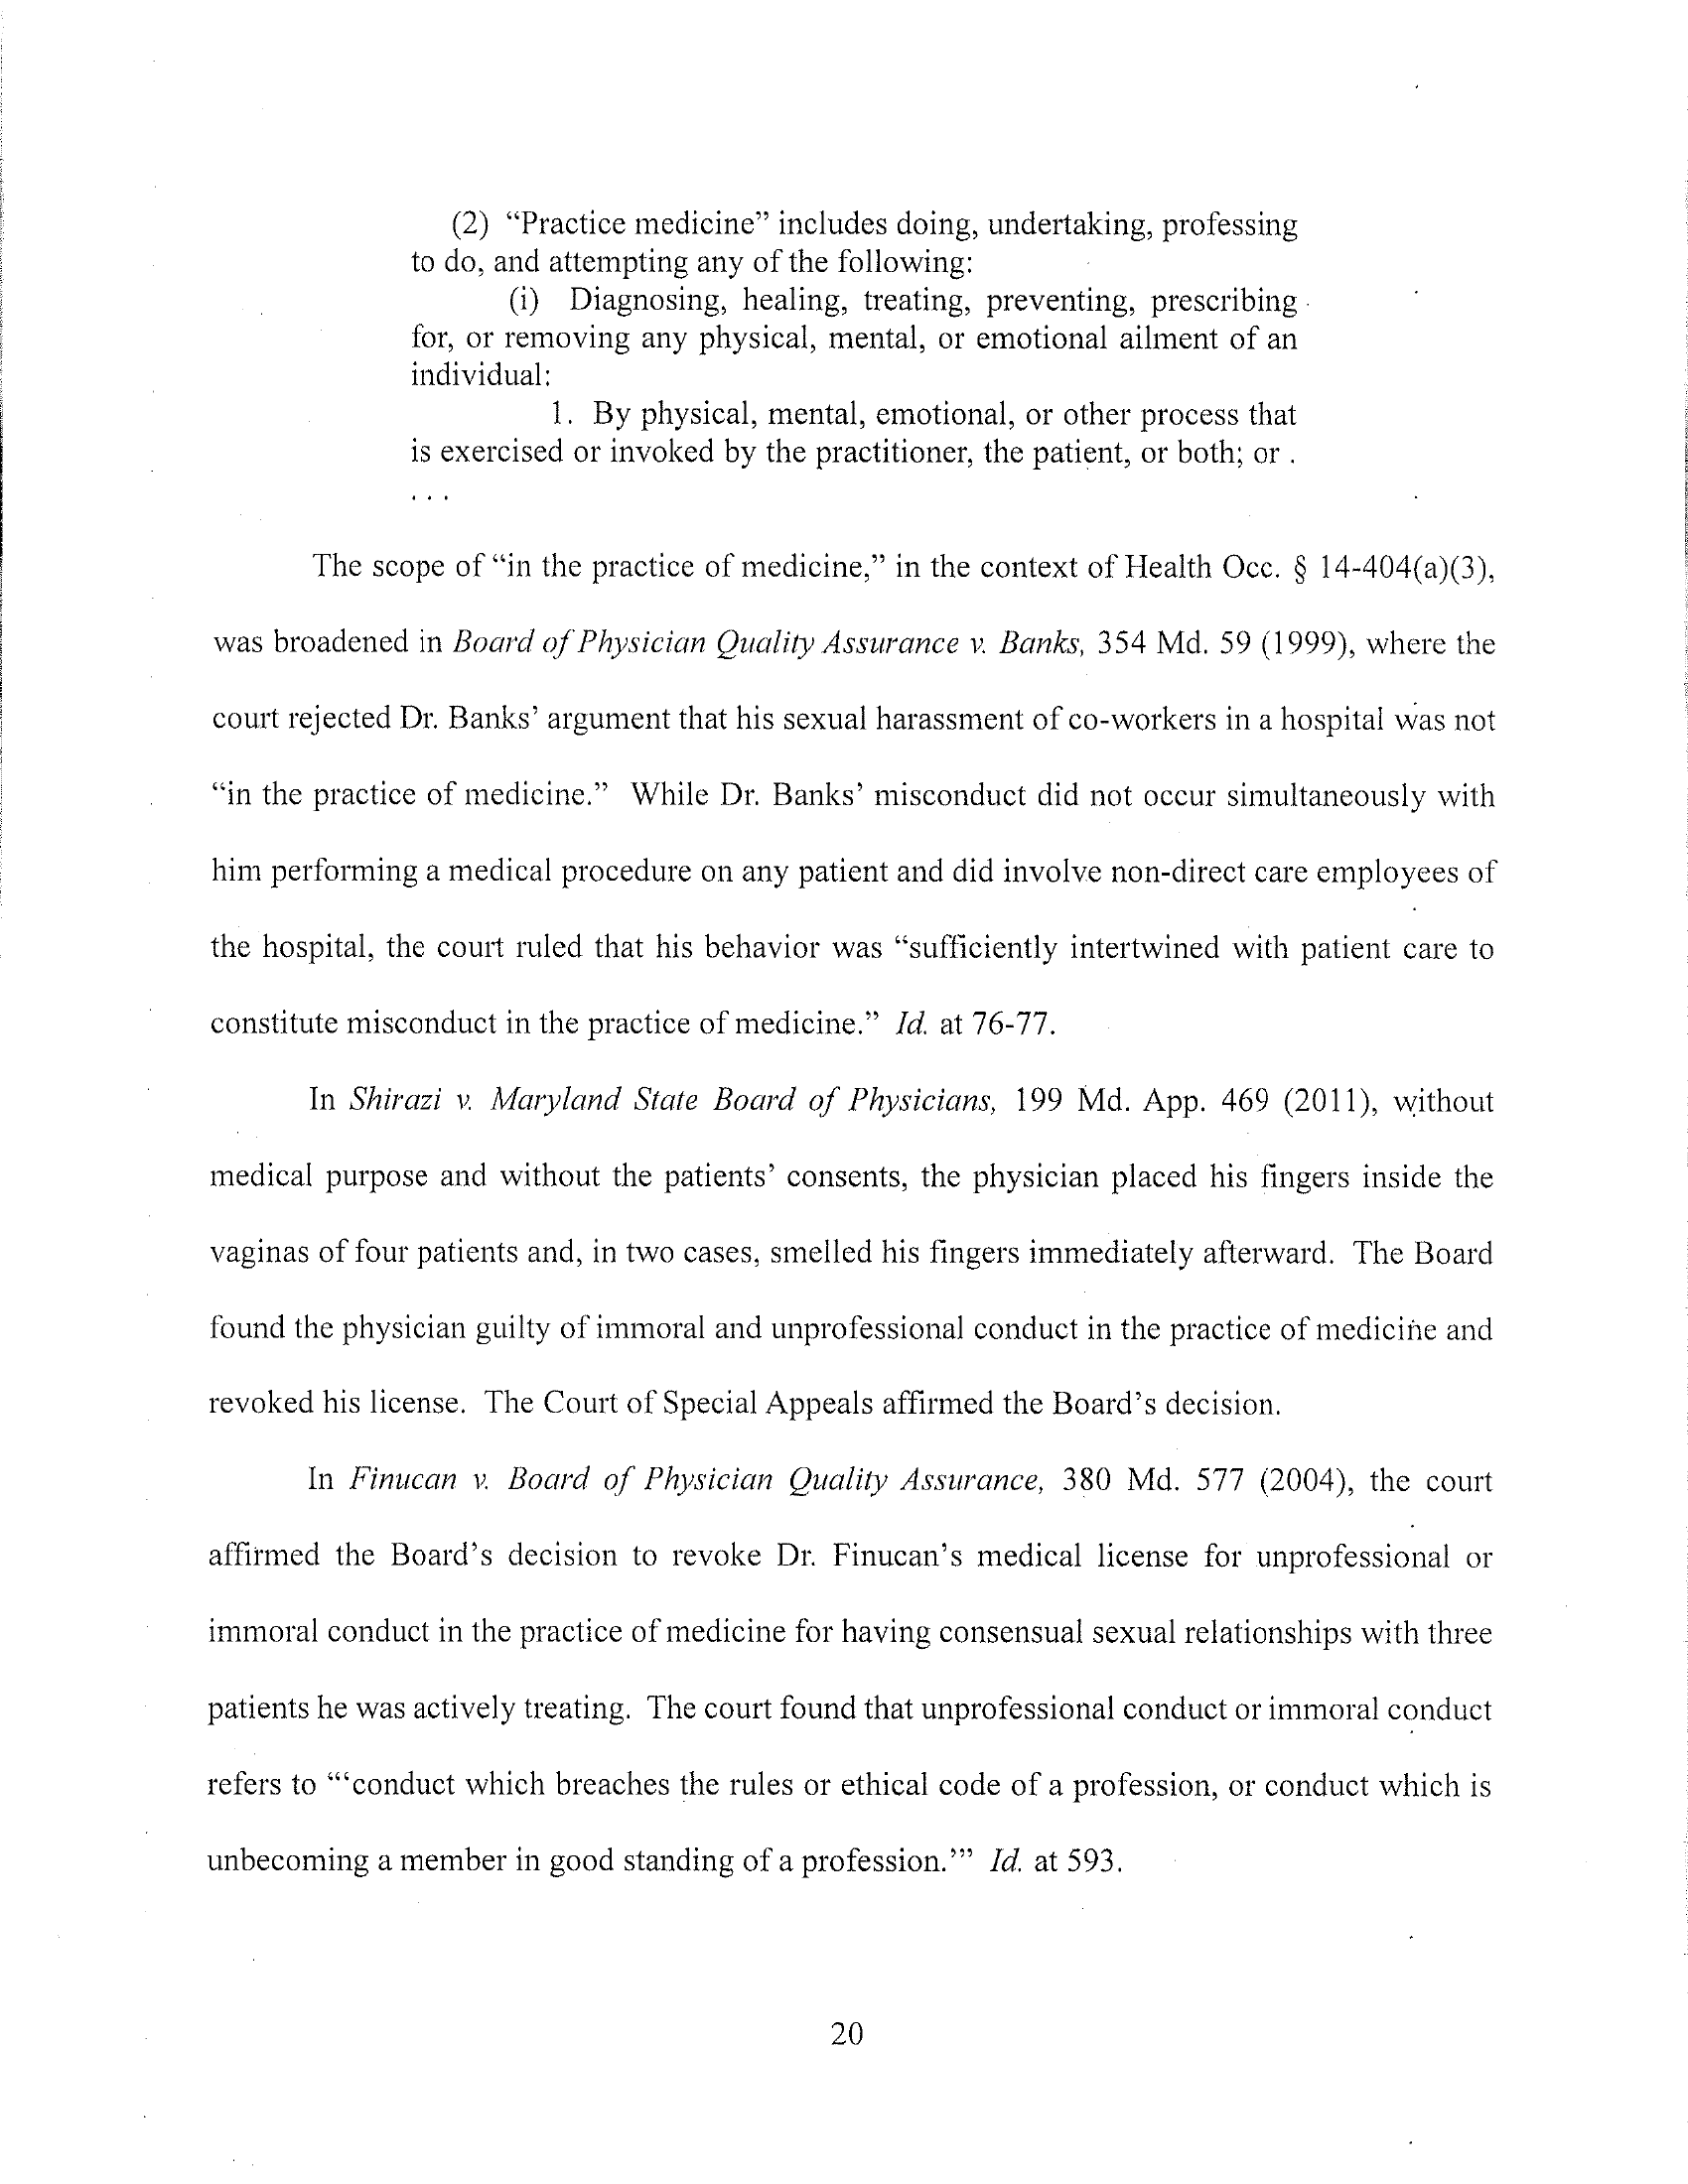 (2) “Practice medicine” includes doing, undertaking, professing
to do, and attempting any of the following:
(i) Diagnosing, healing, treating, preventing, prescribing
for, or removing any physical, mental, or emotional ailment of an
individual:
1. By physical, mental, emotional, or other process that
is exercised or invoked by the practitioner, the patient, or both; or .
. . .
The scope of “in the practice of medicine,” in the context of Health Occ. § 14-404(a)(3),
was broadened in Board of Physician Quality Assurance v. Banks, 354 Md. 59 (1999), where the
court rejected Dr. Banks’ argument that his sexual harassment of co-workers in a hospital was not
“in the practice of medicine.” While Dr. Banks’ misconduct did not occur simultaneously with
him performing a medical procedure on any patient and did involve non-direct care employees of
the hospital, the court ruled that his behavior was “sufficiently intertwined with patient care to
constitute misconduct in the practice of medicine.” Id. at 76-77.
In Shirazi v. Maryland State Board of Physicians, 199 Md. App. 469 (2011), without
medical purpose and without the patients’ consents, the physician placed his fingers inside the
vaginas of four patients and, in two cases, smelled his fingers immediately afterward. The Board
found the physician guilty of immoral and unprofessional conduct in the practice of medicine and
revoked his license. The Court of Special Appeals affirmed the Board’s decision.
In Finucan v. Board of Physician Quality Assurance, 380 Md. 577 (2004), the court
affirmed the Board’s decision to revoke Dr. Finucan’s medical license for unprofessional or
immoral conduct in the practice of medicine for having consensual sexual relationships with three
patients he was actively treating. The court found that unprofessional conduct or immoral conduct
refers to “‘conduct which breaches the rules or ethical code of a profession, or conduct which is
unbecoming a member in good standing of a profession.’” Id. at 593.
20